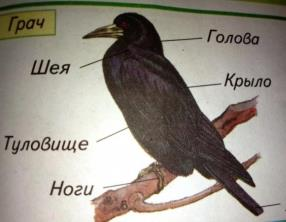 Грач
Голова
Шея
Крыло
Туловище
Ноги